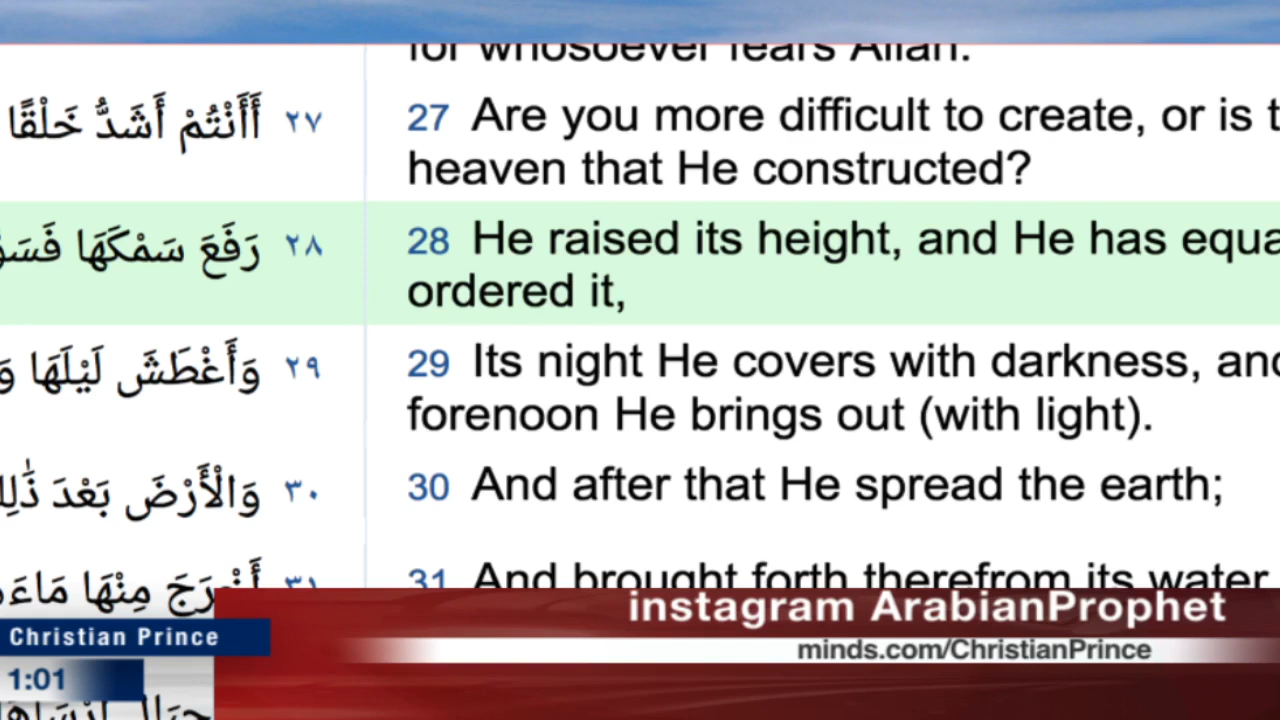 for whosoever fears Allah.
أَأَنْتُمْ أَشَدُّ خَلْقًا ٢٧
27 Are you more difficult to create, or is t
heaven that He constructed?
رَفَعَ سَمْكَهَا ٢٨
28 He raised its height, and He has equa
ordered it,
وَأَغْطَشَ لَيْلَهَا ٢٩
29 Its night He covers with darkness, and
forenoon He brings out (with light).
وَالْأَرْضَ بَعْدَ ٣٠
30 And after that He spread the earth;
أَخْرَجَ مِنْهَا ٣١
31 And brought forth therefrom its water
instagram ArabianProphet
Christian Prince
minds.com/ChristianPrince
1:01